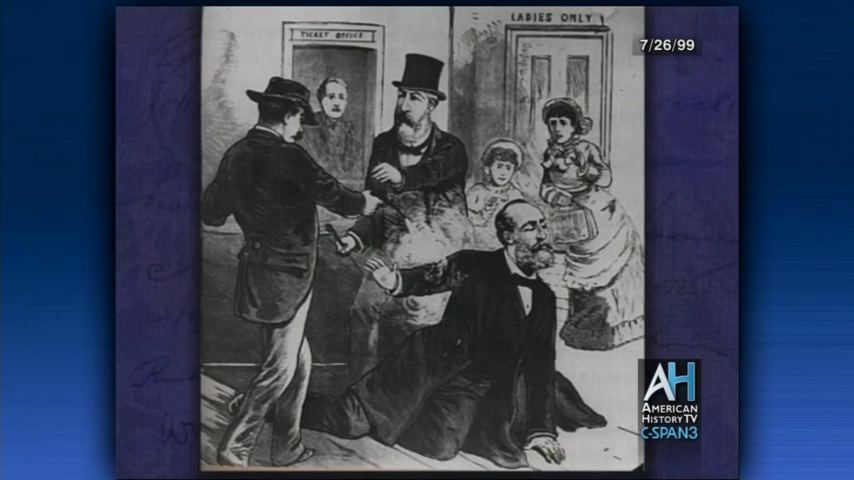 LADIES ONLY
TICKET OFFICE
7/26/99
AH
AMERICAN
HISTORY TV
C-SPAN3